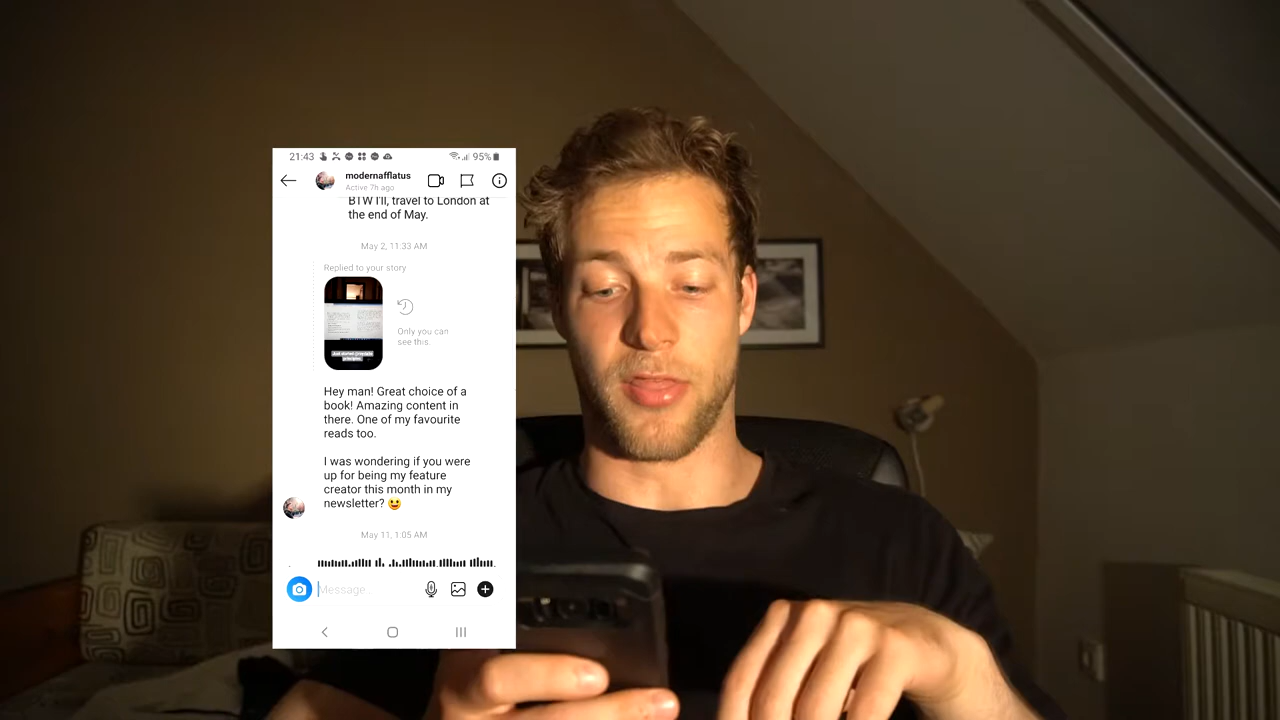 21:43
95%
modernafflatus
Active 7h ago
BTW I'll, travel to London at
the end of May.
May 2, 11:33 AM
Replied to your story
Only you can
see this.
Hey man! Great choice of a
book! Amazing content in
there. One of my favourite
reads too.
I was wondering if you were
up for being my feature
creator this month in my
newsletter? 😃
May 11, 1:05 AM
Message...